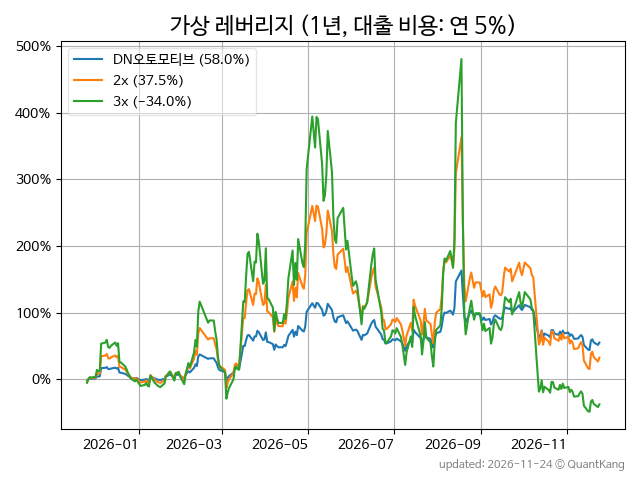 가상 레버리지 (1년, 대출 비용: 연 5%)
DN오토모티브 (58.0%)
2x (37.5%)
3x (-34.0%)
500%
400%
300%
200%
100%
0%
2026-01 2026-03 2026-05 2026-07 2026-09 2026-11
updated: 2026-11-24 © QuantKang